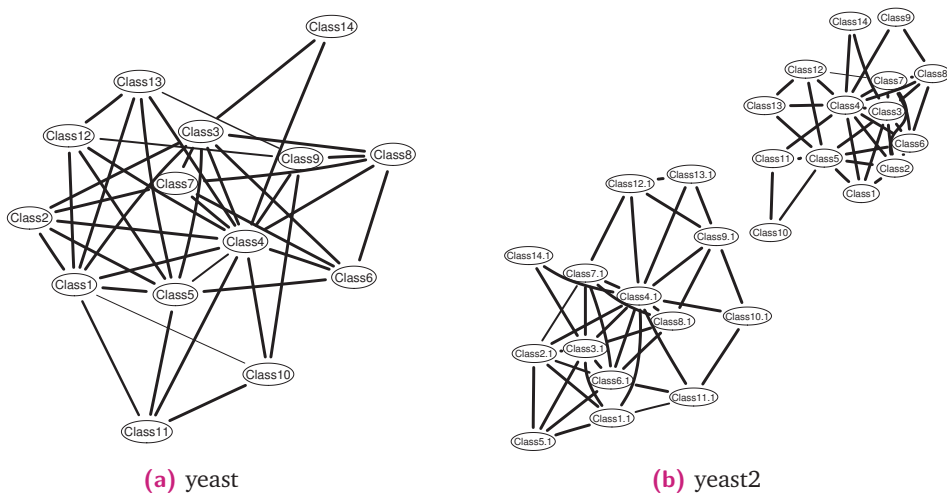 Class14
Class13
Class12
Class3
Class9
Class8
Class7
Class2
Class4
Class1
Class5
Class6
Class10
Class11
(a) yeast
Class14
Class9
Class12
Class7
Class8
Class13
Class4
Class3
Class6
Class11
Class5
Class2
Class1
Class10
Class13.1
Class12.1
Class9.1
Class14.1
Class7.1
Class4.1
Class8.1
Class10.1
Class2.1
Class3.1
Class6.1
Class11.1
Class1.1
Class5.1
(b) yeast2